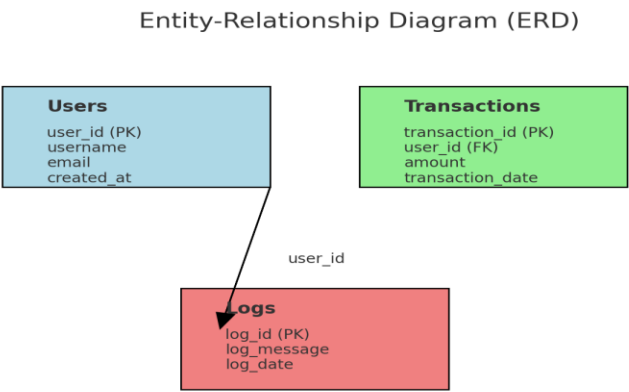 Entity-Relationship Diagram (ERD)
Users
user_id (PK)
username
email
created_at
Transactions
transaction_id (PK)
user_id (FK)
amount
transaction_date
user_id
Logs
log_id (PK)
log_message
log_date